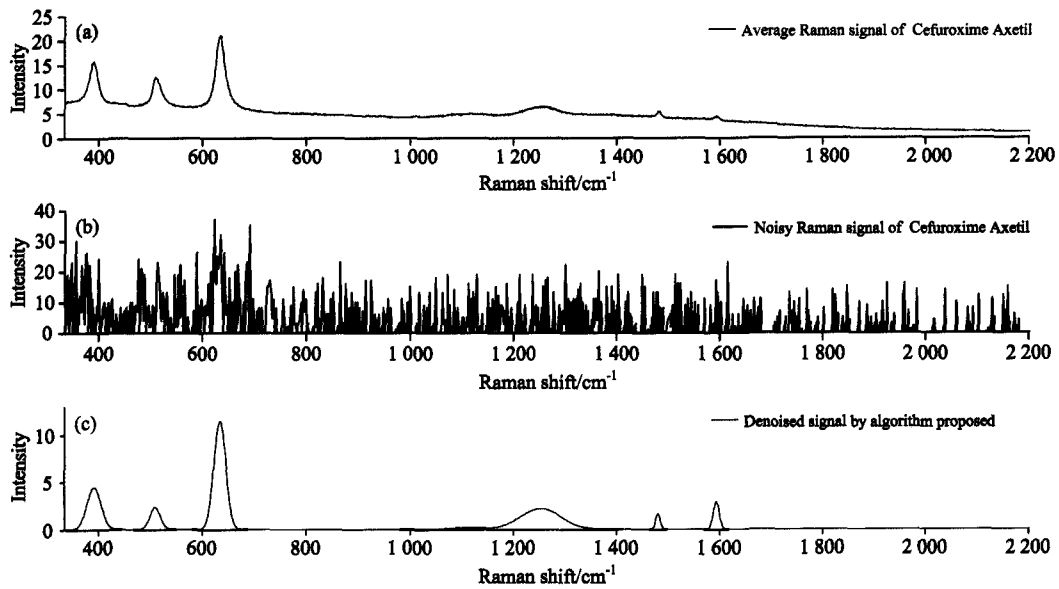 25
20
15
10
5
0
Intensity
(a)
Average Raman signal of Cefuroxime Axetil
400 600 800 1 000 1 200 1 400 1 600 1 800 2 000 2 200
Raman shift/cm-1
40
30
20
10
0
Intensity
(b)
Noisy Raman signal of Cefuroxime Axetil
400 600 800 1 000 1 200 1 400 1 600 1 800 2 000 2 200
Raman shift/cm-1
10
5
0
Intensity
(c)
Denoised signal by algorithm proposed
400 600 800 1 000 1 200 1 400 1 600 1 800 2 000 2 200
Raman shift/cm-1